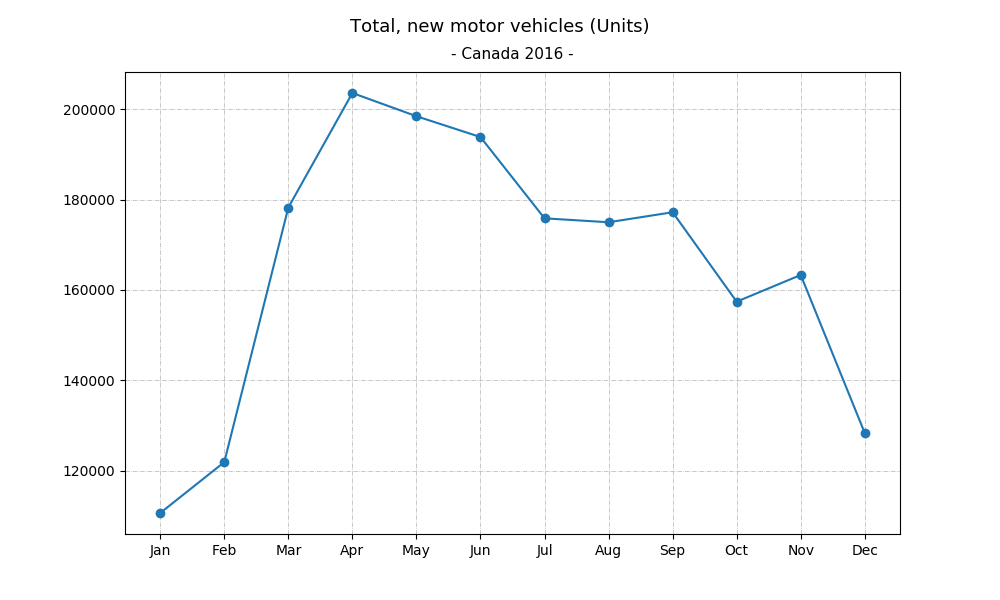 Total, new motor vehicles (Units)
- Canada 2016 -
200000
180000
160000
140000
120000
Jan Feb Mar Apr May Jun Jul Aug Sep Oct Nov Dec